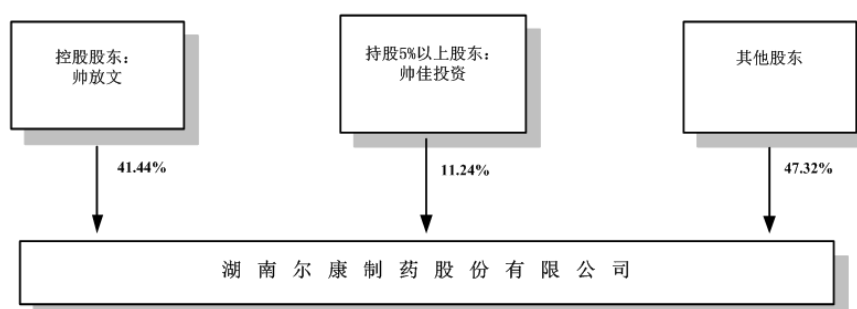 控股股东：
帅放文
持股5%以上股东：
帅佳投资
其他股东
41.44%
11.24%
47.32%
湖南尔康制药股份有限公司